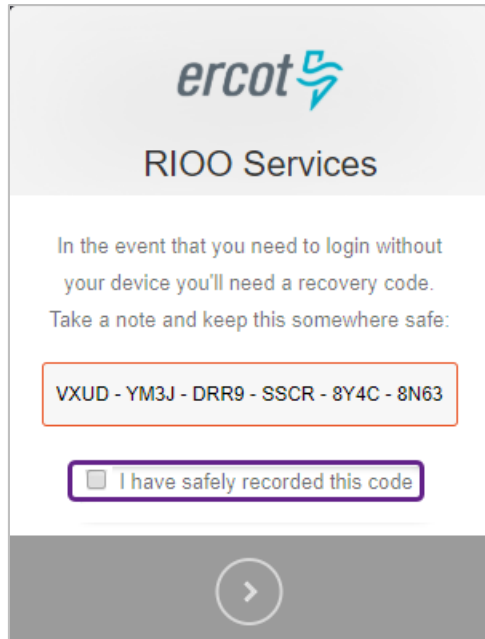 ercot
RIOO Services
In the event that you need to login without
your device you'll need a recovery code.
Take a note and keep this somewhere safe:
VXUD - YM3J - DRR9 - SSCR - 8Y4C - 8N63
I have safely recorded this code